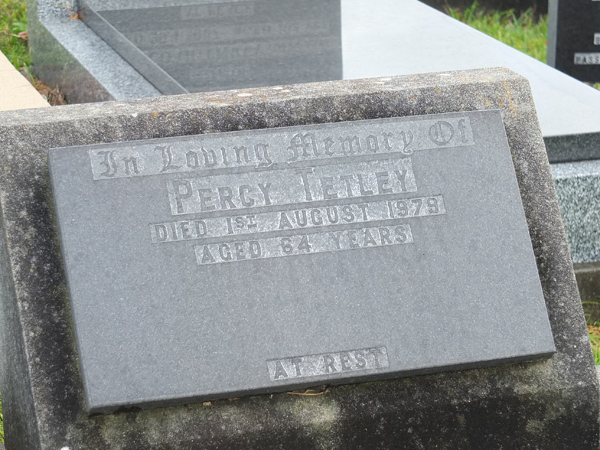 In Loving Memory Of
PERCY TETLEY
DIED 1ST AUGUST 1979
AGED 64 YEARS
AT REST